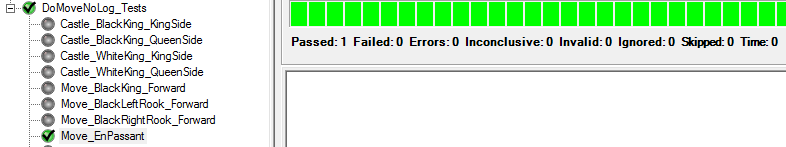 DoMoveNoLog_Tests
Castle_BlackKing_KingSide
Castle_BlackKing_QueenSide
Castle_WhiteKing_KingSide
Castle_WhiteKing_QueenSide
Move_BlackKing_Forward
Move_BlackLeftRook_Forward
Move_BlackRightRook_Forward
Move_EnPassant
Passed: 1 Failed: 0 Errors: 0 Inconclusive: 0 Invalid: 0 Ignored: 0 Skipped: 0 Time: 0